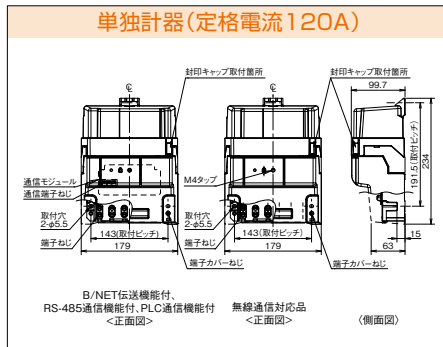 単独計器(定格電流120A)
封印キャップ取付箇所
封印キャップ取付箇所
99.7
通信モジュール
通信端子ねじ
M4タップ
191.5(取付ピッチ)
234
取付穴
2-φ5.5
端子ねじ
143(取付ピッチ)
179
端子カバーねじ
取付穴
2-φ5.5
端子ねじ
143(取付ピッチ)
179
端子カバーねじ
15
63
B/NET伝送機能付、
RS-485通信機能付、PLC通信機能付
<正面図>
無線通信対応品
<正面図>
〈側面図〉